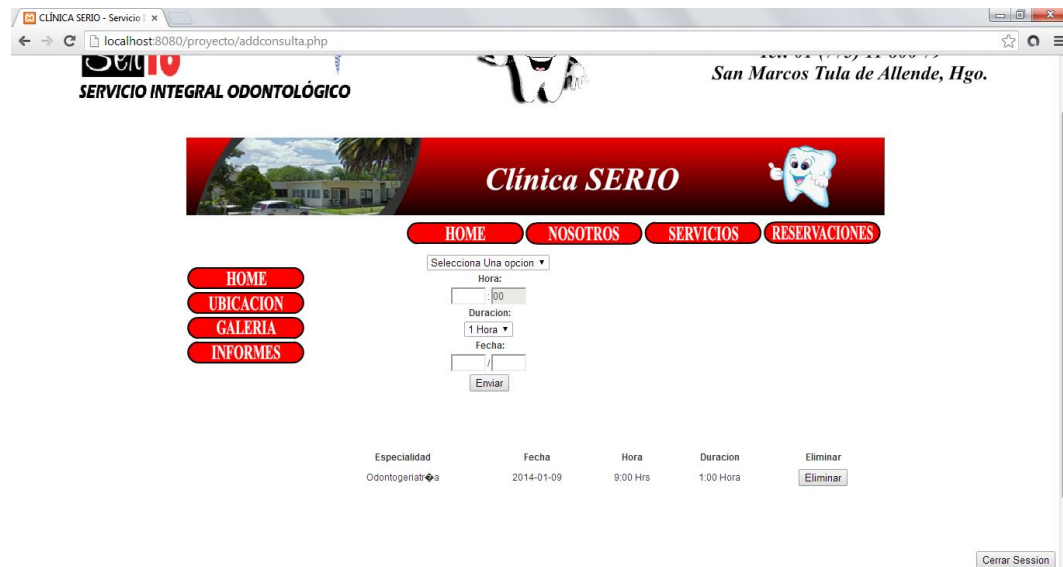 CLÍNICA SERIO - Servicio I
localhost:8080/proyecto/addconsulta.php
SERVICIO INTEGRAL ODONTOLÓGICO
San Marcos Tula de Allende, Hgo.
Clínica SERIO
HOME NOSOTROS SERVICIOS RESERVACIONES
HOME
UBICACION
GALERIA
INFORMES
Selecciona Una opcion
Hora:
: 00
Duracion:
1 Hora
Fecha:
/
Enviar
Especialidad Fecha Hora Duracion Eliminar
Odontogeriatr�a 2014-01-09 9:00 Hrs 1:00 Hora Eliminar
Cerrar Session